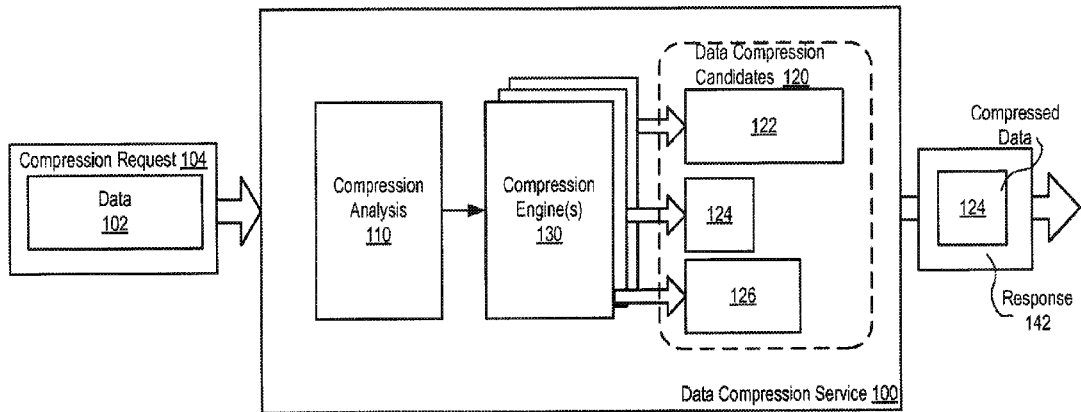 Compression Request 104
Data
102
Compression
Analysis
110
Compression
Engine(s)
130
Data Compression
Candidates 120
122
124
126
Compressed
Data
124
Response
142
Data Compression Service 100